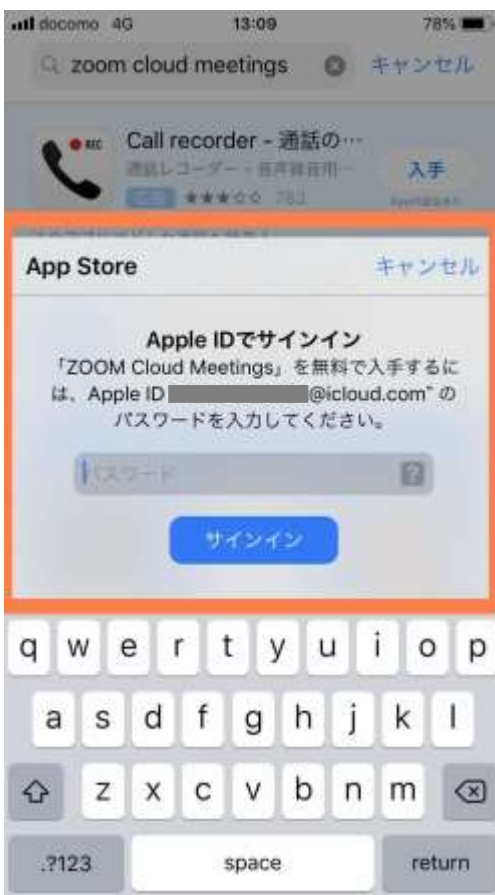 docomo 4G 13:09 78%
zoom cloud meetings キャンセル
REC
Call recorder - 通話の…
入手
App Store キャンセル
Apple IDでサインイン
「ZOOM Cloud Meetings」を無料で入手するに
は、Apple ID @icloud.com" の
パスワードを入力してください。
パスワード ?
サインイン
q w e r t y u i o p
a s d f g h j k l
z x c v b n m
.?123 space return